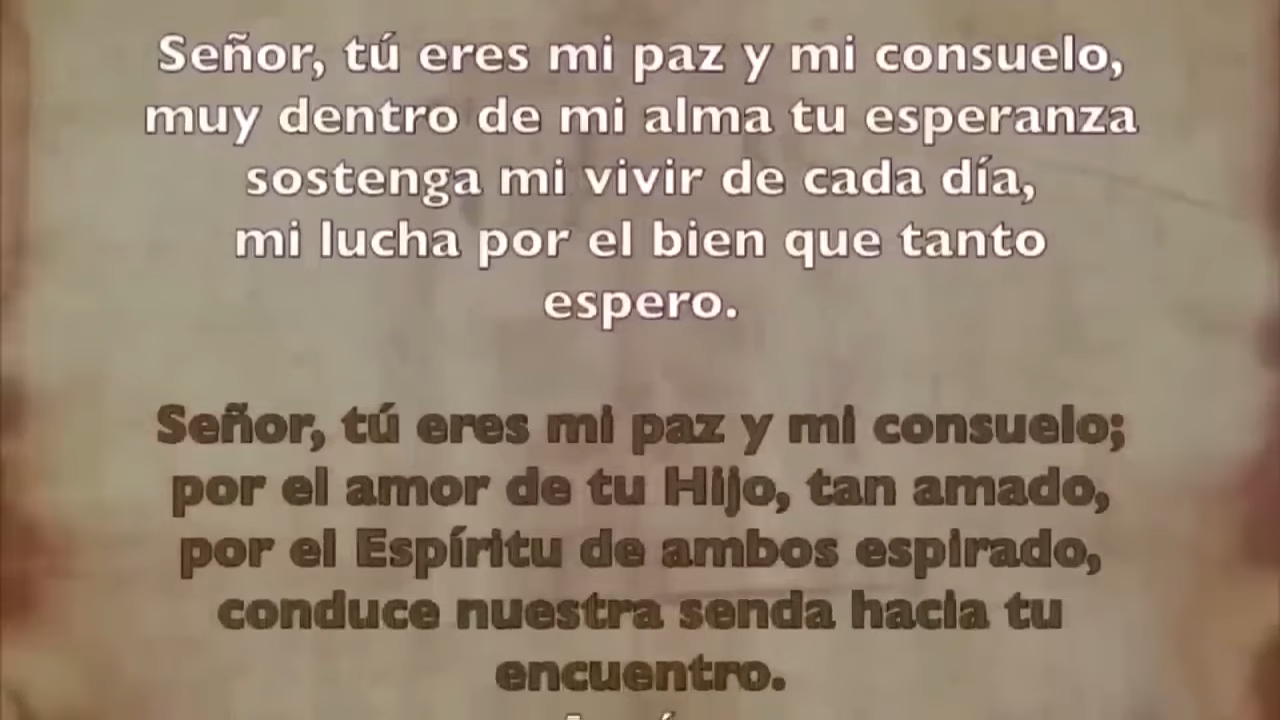 Señor, tú eres mi paz y mi consuelo,
muy dentro de mi alma tu esperanza
sostenga mi vivir de cada día,
mi lucha por el bien que tanto
espero.
Señor, tú eres mi paz y mi consuelo;
por el amor de tu Hijo, tan amado,
por el Espíritu de ambos espirado,
conduce nuestra senda hacia tu
encuentro.